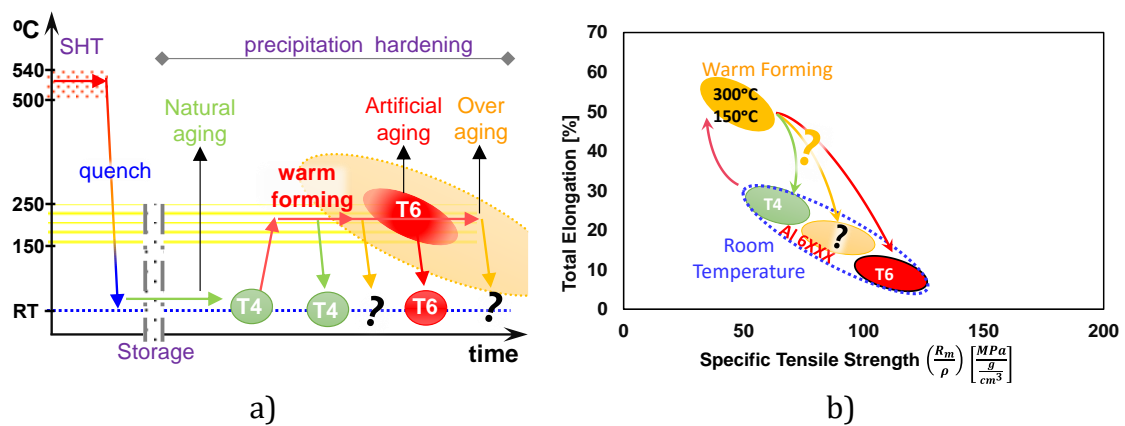 ºC
SHT
precipitation hardening
540
500
Natural
aging
Artificial
aging
Over
aging
quench
warm
forming
250
T6
150
RT
T4
T4
?
T6
?
Storage
time
a)
Total Elongation [%]
70
60
50
40
30
20
10
0
Warm Forming
300°C
150°C
?
T4
?
Al 6XXX
T6
Room
Temperature
0
50
100
150
200
Specific Tensile Strength (R_m/ρ) [MPa/(g/cm³)]
b)